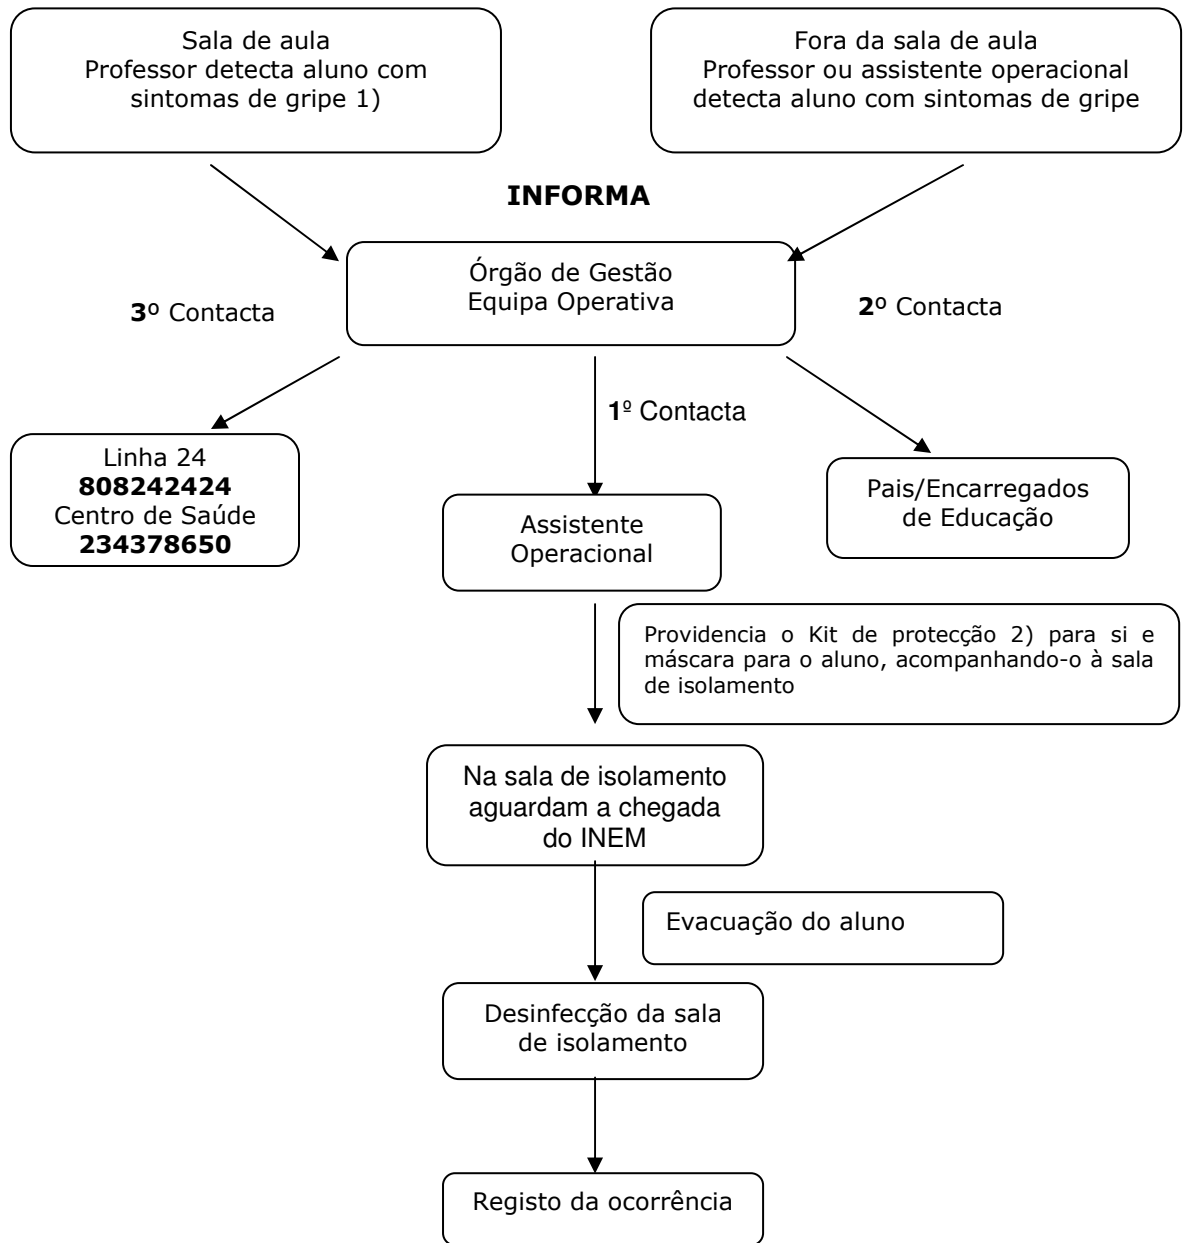 Sala de aula
Professor detecta aluno com
sintomas de gripe 1)
Fora da sala de aula
Professor ou assistente operacional
detecta aluno com sintomas de gripe
INFORMA
Órgão de Gestão
Equipa Operativa
3º Contacta
2º Contacta
1º Contacta
Linha 24
808242424
Centro de Saúde
234378650
Assistente
Operacional
Pais/Encarregados
de Educação
Providencia o Kit de protecção 2) para si e
máscara para o aluno, acompanhando-o à sala
de isolamento
Na sala de isolamento
aguardam a chegada
do INEM
Evacuação do aluno
Desinfecção da sala
de isolamento
Registo da ocorrência